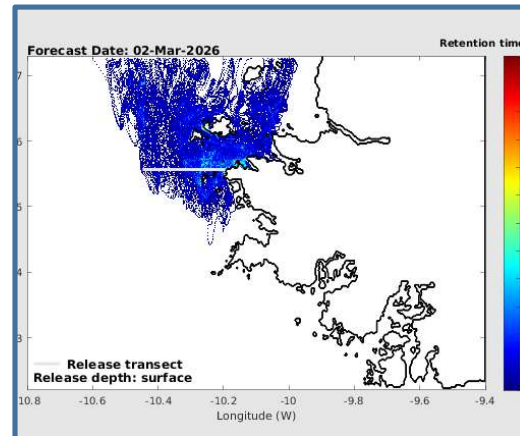 Forecast Date: 02-Mar-2026
Retention time
7
6
5
4
3
Release transect
Release depth: surface
10.8
-10.6
-10.4
-10.2
-10
-9.8
-9.6
-9.4
Longitude (W)